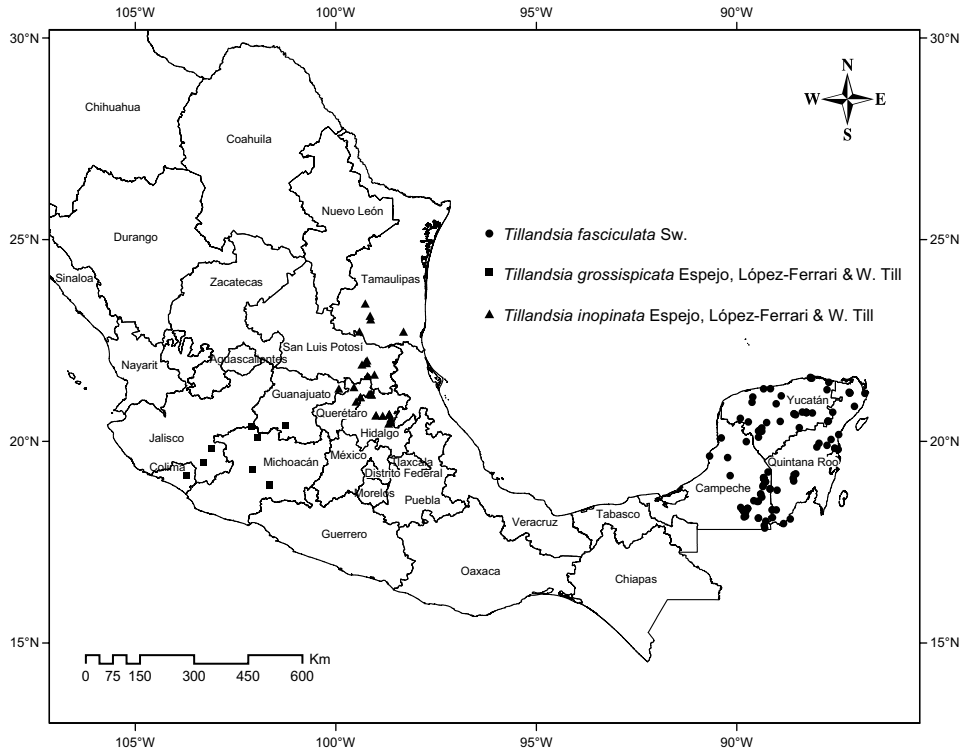 105°W 100°W 95°W 90°W
30°N 30°N
N
W E
S
Chihuahua
Coahuila
Nuevo León
Tillandsia fasciculata Sw.
25°N 25°N
Durango
Tillandsia grossispicata Espejo, López-Ferrari & W. Till
Sinaloa
Zacatecas
Tamaulipas
Tillandsia inopinata Espejo, López-Ferrari & W. Till
San Luis Potosí
Nayarit
Aguascalientes
Guanajuato
Yucatán
Querétaro
Jalisco
Hidalgo
20°N 20°N
México
Colima
Michoacán
Tlaxcala
Quintana Roo
Distrito Federal
Campeche
Morelos
Puebla
Veracruz
Tabasco
Guerrero
Oaxaca
Chiapas
15°N 15°N
Km
0 75 150 300 450 600
105°W 100°W 95°W 90°W